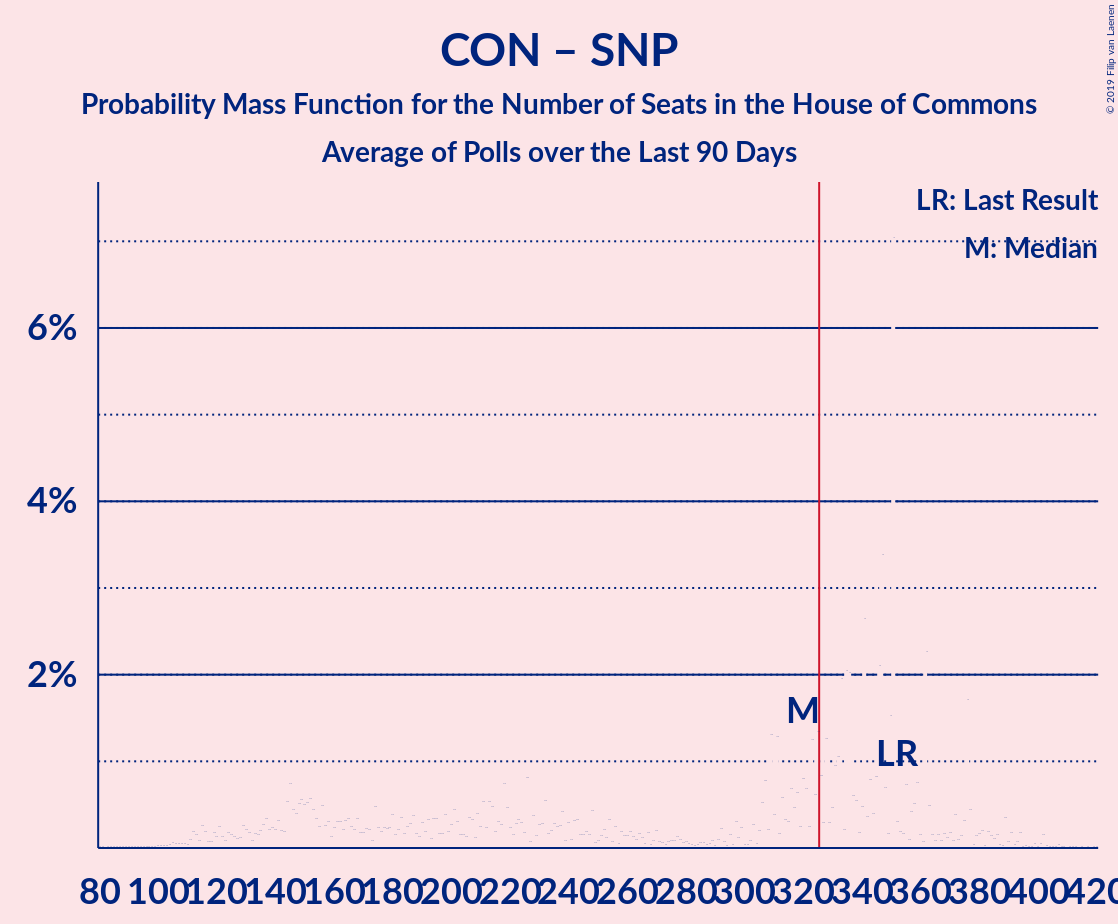 CON – SNP
Probability Mass Function for the Number of Seats in the House of Commons
Average of Polls over the Last 90 Days
© 2019 Filip van Laenen
LR: Last Result
M: Median
6%
4%
2%
M
LR
80 100 120 140 160 180 200 220 240 260 280 300 320 340 360 380 400 420